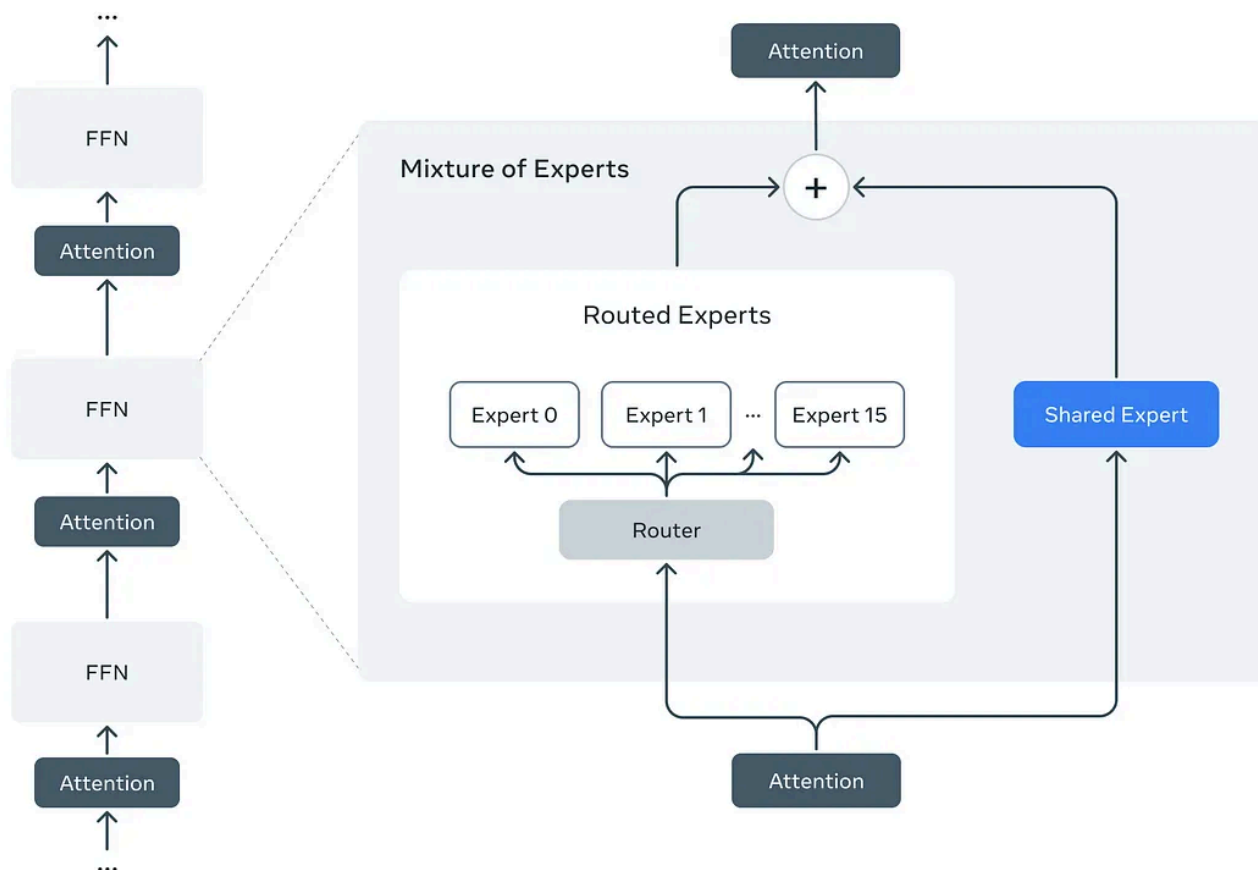 ...
FFN
Attention
FFN
Attention
FFN
Attention
...
Attention
+
Mixture of Experts
Routed Experts
Expert 0
Expert 1
...
Expert 15
Shared Expert
Router
Attention